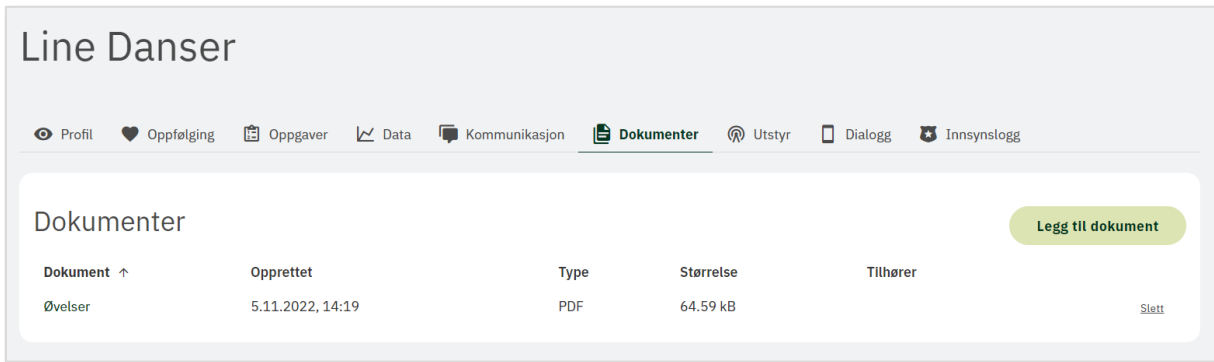 Line Danser
Profil Oppfølging Oppgaver Data Kommunikasjon Dokumenter Utstyr Dialogg Innsynslogg
Dokumenter
Legg til dokument
Dokument ↑ Opprettet Type Størrelse Tilhører
Øvelser 5.11.2022, 14:19 PDF 64.59 kB Slett